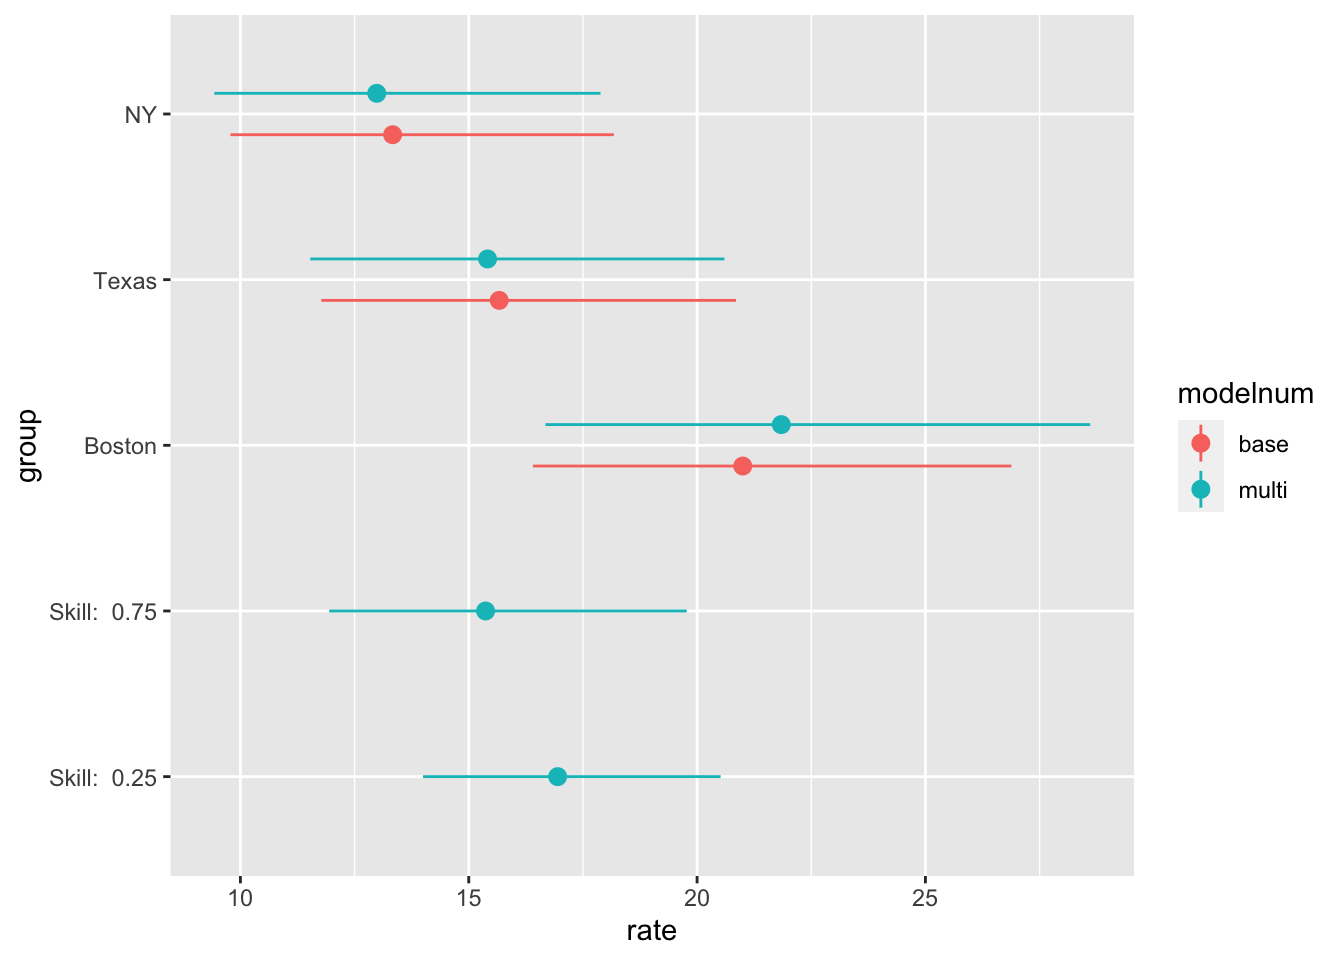 NY
Texas
Boston
Skill:  0.75
Skill:  0.25
group
10 15 20 25
rate
modelnum
base
multi